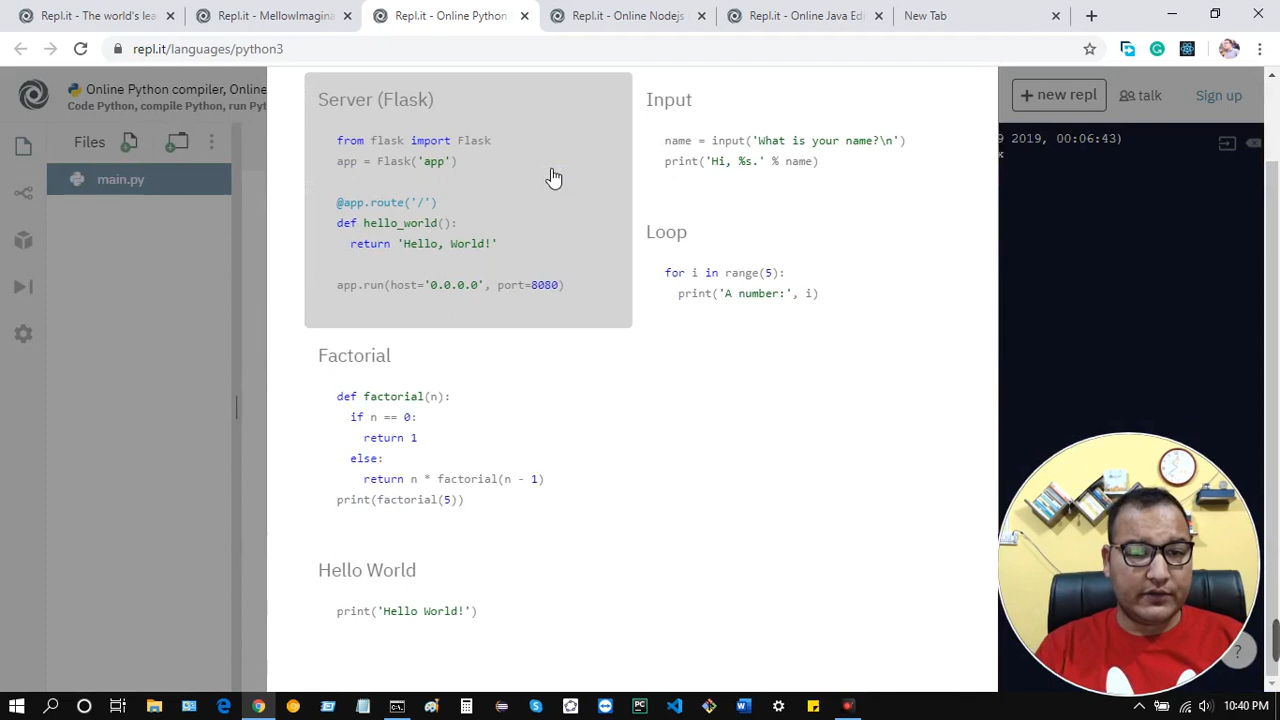 Repl.it - The world's lea
Repl.it - MellowImagina
Repl.it - Online Python
Repl.it - Online Nodejs
Repl.it - Online Java Edi
New Tab
repl.it/languages/python3
Online Python compiler, Onlin
Code Python, compile Python, run Pyt
+ new repl
talk
Sign up
Files
main.py
9 2019, 00:06:43)
x
Server (Flask)
from flask import Flask
app = Flask('app')
@app.route('/')
def hello_world():
return 'Hello, World!'
app.run(host='0.0.0.0', port=8080)
Input
name = input('What is your name?\n')
print('Hi, %s.' % name)
Loop
for i in range(5):
print('A number:', i)
Factorial
def factorial(n):
if n == 0:
return 1
else:
return n * factorial(n - 1)
print(factorial(5))
Hello World
print('Hello World!')
?
10:40 PM